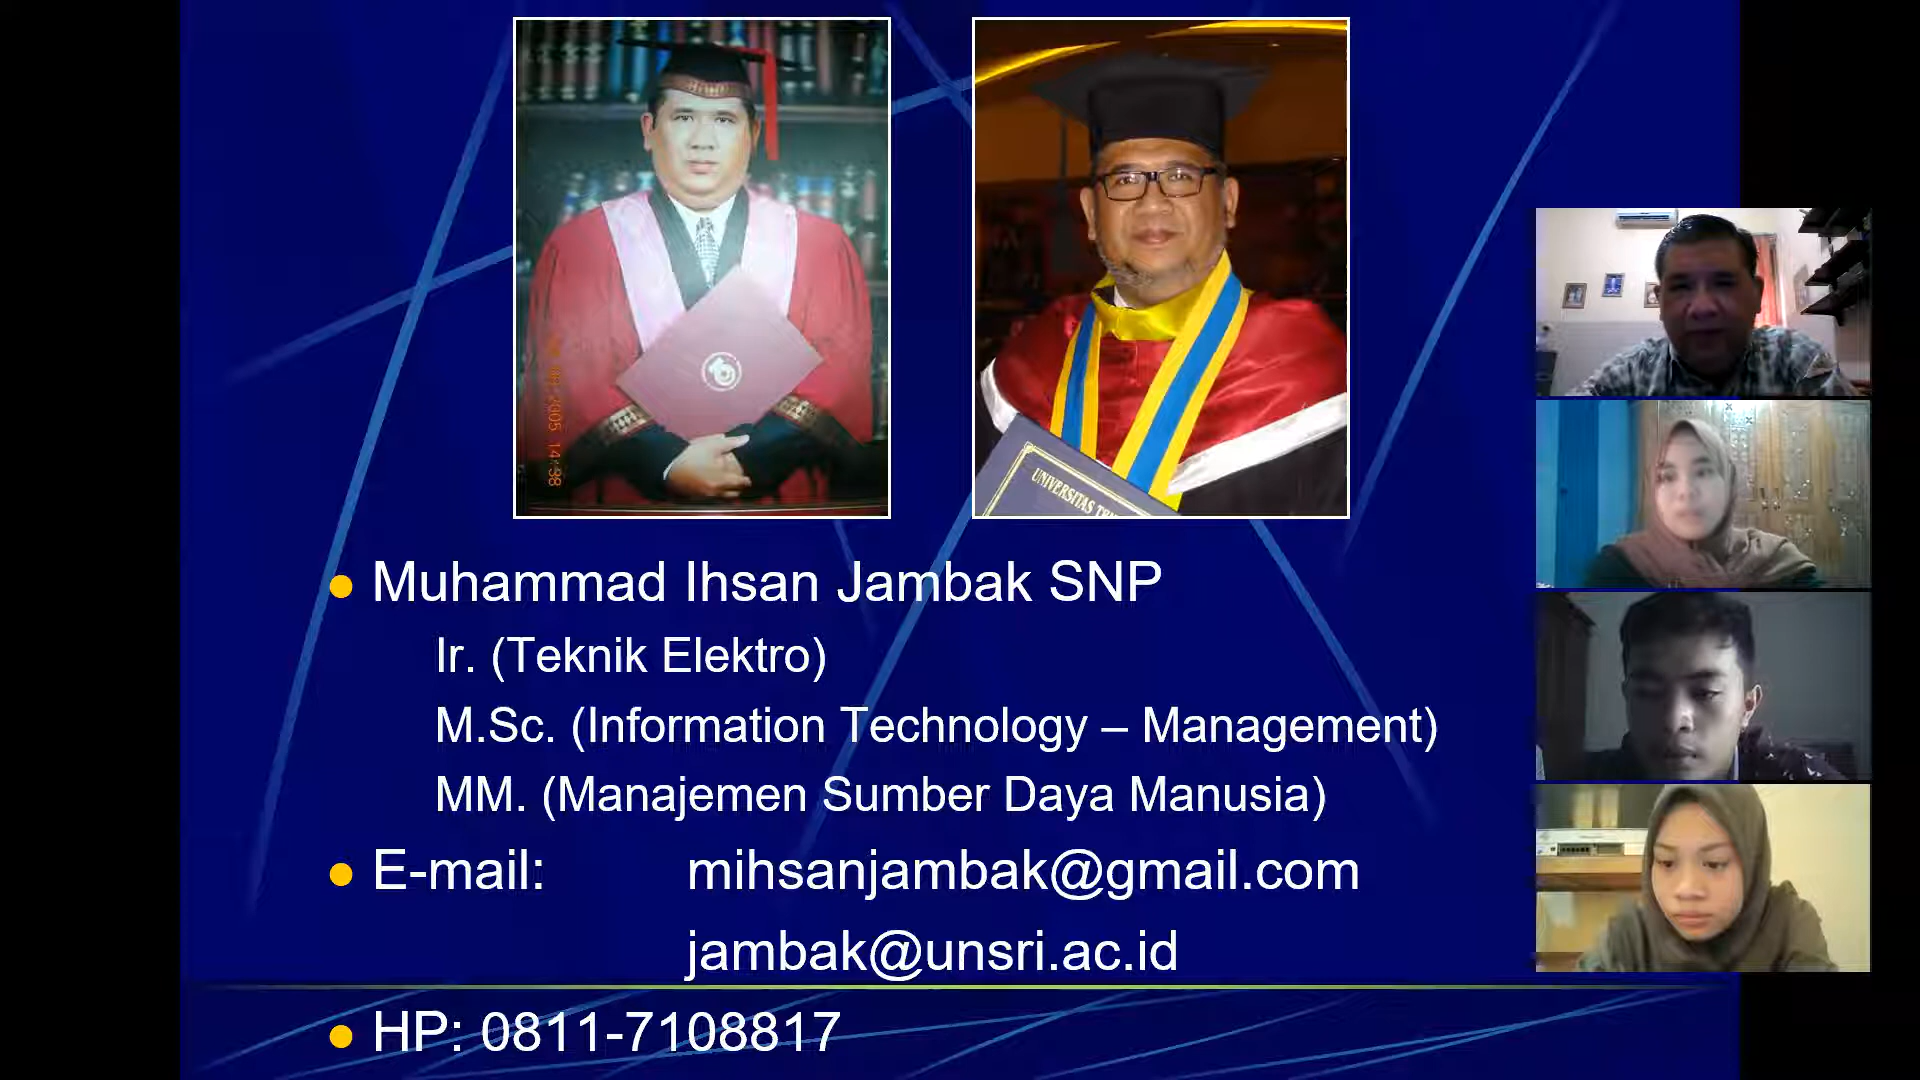 UNIVERSITAS
Muhammad Ihsan Jambak SNP
Ir. (Teknik Elektro)
M.Sc. (Information Technology – Management)
MM. (Manajemen Sumber Daya Manusia)
E-mail: mihsanjambak@gmail.com
jambak@unsri.ac.id
HP: 0811-7108817